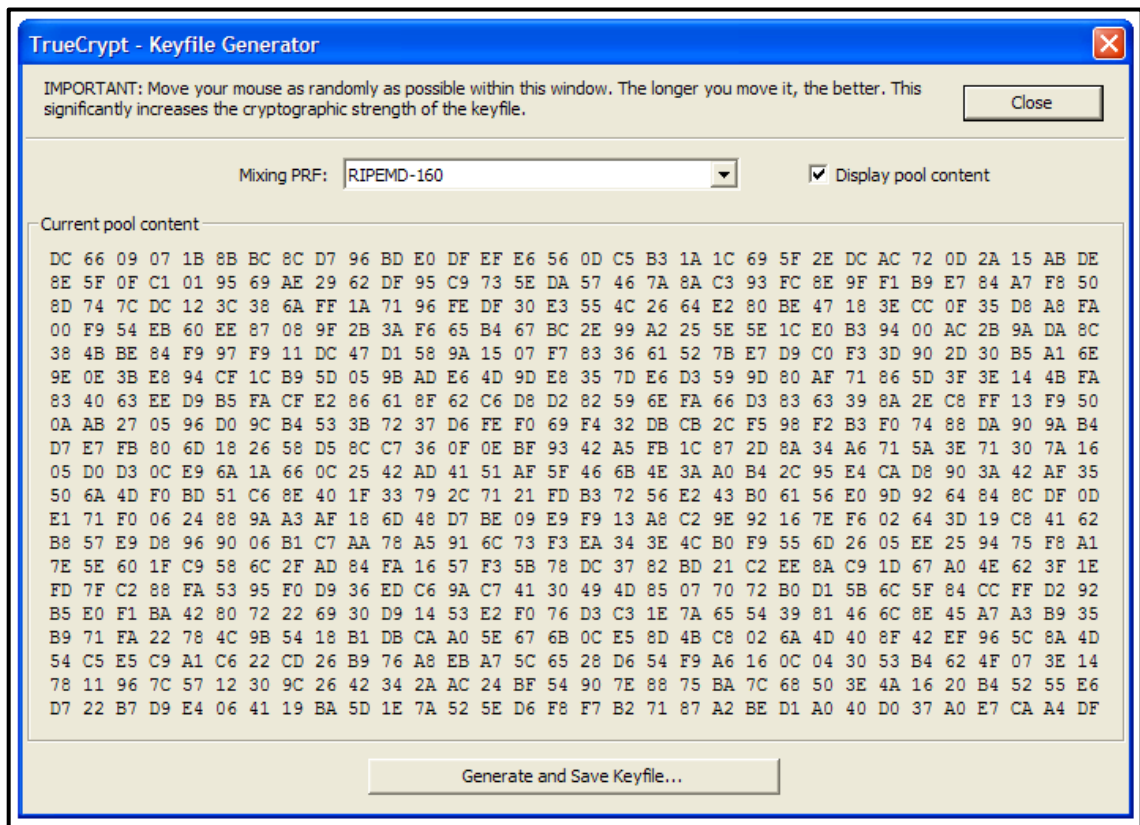 TrueCrypt - Keyfile Generator
IMPORTANT: Move your mouse as randomly as possible within this window. The longer you move it, the better. This
significantly increases the cryptographic strength of the keyfile.
Close
Mixing PRF: RIPEMD-160 Display pool content
Current pool content
DC 66 09 07 1B 8B BC 8C D7 96 BD E0 DF EF E6 56 0D C5 B3 1A 1C 69 5F 2E DC AC 72 0D 2A 15 AB DE
8E 5F 0F C1 01 95 69 AE 29 62 DF 95 C9 73 5E DA 57 46 7A 8A C3 93 FC 8E 9F F1 B9 E7 84 A7 F8 50
8D 74 7C DC 12 3C 38 6A FF 1A 71 96 FE DF 30 E3 55 4C 26 64 E2 80 BE 47 18 3E CC 0F 35 D8 A8 FA
00 F9 54 EB 60 EE 87 08 9F 2B 3A F6 65 B4 67 BC 2E 99 A2 25 5E 5E 1C E0 B3 94 00 AC 2B 9A DA 8C
38 4B BE 84 F9 97 F9 11 DC 47 D1 58 9A 15 07 F7 83 36 61 52 7B E7 D9 C0 F3 3D 90 2D 30 B5 A1 6E
9E 0E 3B E8 94 CF 1C B9 5D 05 9B AD E6 4D 9D E8 35 7D E6 D3 59 9D 80 AF 71 86 5D 3F 3E 14 4B FA
83 40 63 EE D9 B5 FA CF E2 86 61 8F 62 C6 D8 D2 82 59 6E FA 66 D3 83 63 39 8A 2E C8 FF 13 F9 50
0A AB 27 05 96 D0 9C B4 53 3B 72 37 D6 FE F0 69 F4 32 DB CB 2C F5 98 F2 B3 F0 74 88 DA 90 9A B4
D7 E7 FB 80 6D 18 26 58 D5 8C C7 36 0F 0E BF 93 42 A5 FB 1C 87 2D 8A 34 A6 71 5A 3E 71 30 7A 16
05 D0 D3 0C E9 6A 1A 66 0C 25 42 AD 41 51 AF 5F 46 6B 4E 3A A0 B4 2C 95 E4 CA D8 90 3A 42 AF 35
50 6A 4D F0 BD 51 C6 8E 40 1F 33 79 2C 71 21 FD B3 72 56 E2 43 B0 61 56 E0 9D 92 64 84 8C DF 0D
E1 71 F0 06 24 88 9A A3 AF 18 6D 48 D7 BE 09 E9 F9 13 A8 C2 9E 92 16 7E F6 02 64 3D 19 C8 41 62
B8 57 E9 D8 96 90 06 B1 C7 AA 78 A5 91 6C 73 F3 EA 34 3E 4C B0 F9 55 6D 26 05 EE 25 94 75 F8 A1
7E 5E 60 1F C9 58 6C 2F AD 84 FA 16 57 F3 5B 78 DC 37 82 BD 21 C2 EE 8A C9 1D 67 A0 4E 62 3F 1E
FD 7F C2 88 FA 53 95 F0 D9 36 ED C6 9A C7 41 30 49 4D 85 07 70 72 B0 D1 5B 6C 5F 84 CC FF D2 92
B5 E0 F1 BA 42 80 72 22 69 30 D9 14 53 E2 F0 76 D3 C3 1E 7A 65 54 39 81 46 6C 8E 45 A7 A3 B9 35
B9 71 FA 22 78 4C 9B 54 18 B1 DB CA A0 5E 67 6B 0C E5 8D 4B C8 02 6A 4D 40 8F 42 EF 96 5C 8A 4D
54 C5 E5 C9 A1 C6 22 CD 26 B9 76 A8 EB A7 5C 65 28 D6 54 F9 A6 16 0C 04 30 53 B4 62 4F 07 3E 14
78 11 96 7C 57 12 30 9C 26 42 34 2A AC 24 BF 54 90 7E 88 75 BA 7C 68 50 3E 4A 16 20 B4 52 55 E6
D7 22 B7 D9 E4 06 41 19 BA 5D 1E 7A 52 5E D6 F8 F7 B2 71 87 A2 BE D1 A0 40 D0 37 A0 E7 CA A4 DF
Generate and Save Keyfile...